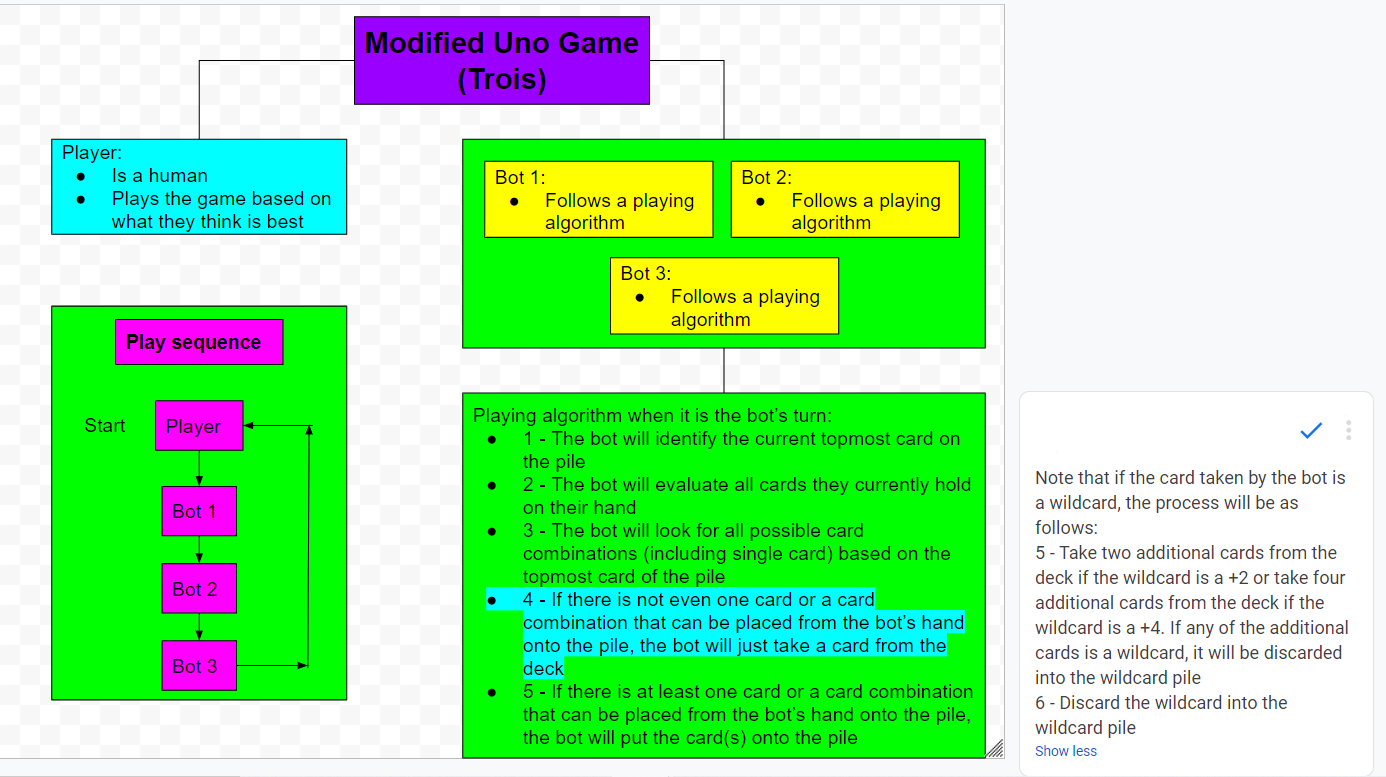 Modified Uno Game
(Trois)
Player:
● Is a human
● Plays the game based on
what they think is best
Bot 1:
● Follows a playing
algorithm
Bot 2:
● Follows a playing
algorithm
Bot 3:
● Follows a playing
algorithm
Play sequence
Start
Player
Bot 1
Bot 2
Bot 3
Playing algorithm when it is the bot's turn:
● 1 - The bot will identify the current topmost card on
the pile
● 2 - The bot will evaluate all cards they currently hold
on their hand
● 3 - The bot will look for all possible card
combinations (including single card) based on the
topmost card of the pile
● 4 - If there is not even one card or a card
combination that can be placed from the bot's hand
onto the pile, the bot will just take a card from the
deck
● 5 - If there is at least one card or a card combination
that can be placed from the bot's hand onto the pile,
the bot will put the card(s) onto the pile
Note that if the card taken by the bot is
a wildcard, the process will be as
follows:
5 - Take two additional cards from the
deck if the wildcard is a +2 or take four
additional cards from the deck if the
wildcard is a +4. If any of the additional
cards is a wildcard, it will be discarded
into the wildcard pile
6 - Discard the wildcard into the
wildcard pile
Show less